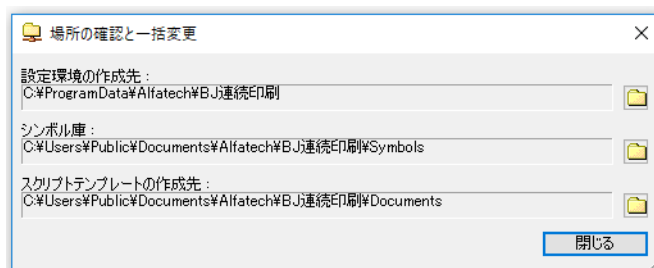 場所の確認と一括変更
設定環境の作成先：
C:¥ProgramData¥Alfatech¥BJ連続印刷
シンボル庫：
C:¥Users¥Public¥Documents¥Alfatech¥BJ連続印刷¥Symbols
スクリプトテンプレートの作成先：
C:¥Users¥Public¥Documents¥Alfatech¥BJ連続印刷¥Documents
閉じる